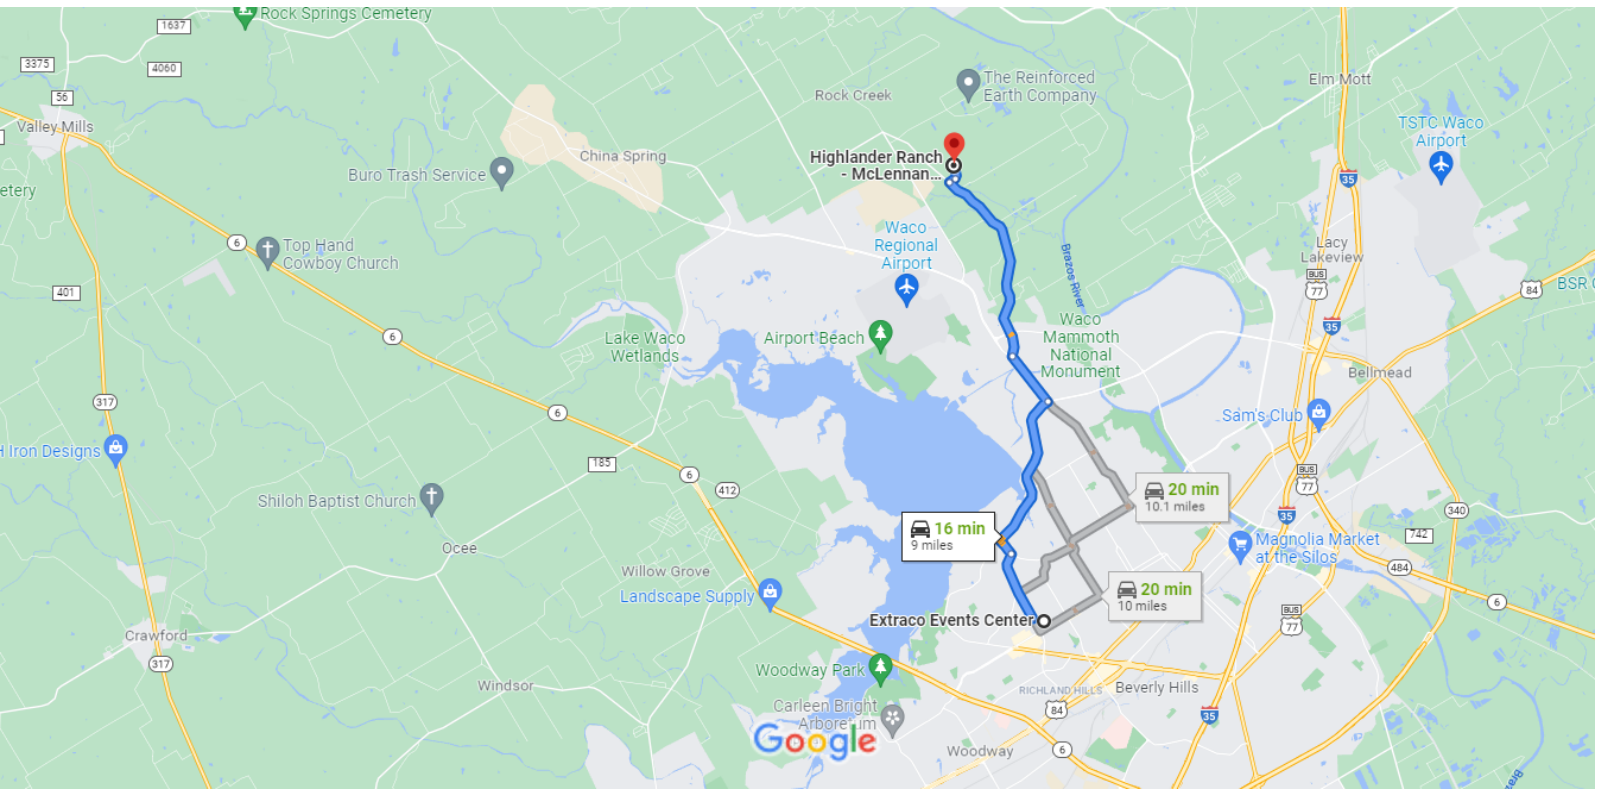 Rock Springs Cemetery
1637
3375
4060
56
Valley Mills
etery
Rock Creek
The Reinforced
Earth Company
Elm Mott
TSTC Waco
Airport
China Spring
Buro Trash Service
Highlander Ranch
- McLennan...
35
6
Top Hand
Cowboy Church
401
Waco
Regional
Airport
Brazos River
Lacy
Lakeview
BUS
77
84
BSR
6
Lake Waco
Wetlands
Airport Beach
Waco
Mammoth
National
Monument
35
Bellmead
317
6
Sam's Club
H Iron Designs
185
6
412
BUS
77
Shiloh Baptist Church
20 min
10.1 miles
35
340
16 min
9 miles
742
Magnolia Market
at the Silos
Ocee
Willow Grove
Landscape Supply
484
20 min
10 miles
6
BUS
77
Extraco Events Center
Crawford
317
Woodway Park
Windsor
RICHLAND HILLS
Beverly Hills
Carleen Bright
Arboretum
84
35
Google
Woodway
6